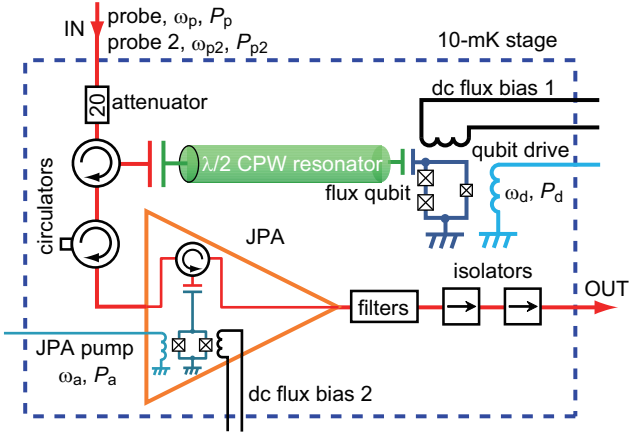 IN
probe, ωp, Pp
probe 2, ωp2, Pp2
10-mK stage
dc flux bias 1
20
attenuator
λ/2 CPW resonator
qubit drive
flux qubit
ωd, Pd
circulators
JPA
isolators
OUT
filters
JPA pump
ωa, Pa
dc flux bias 2